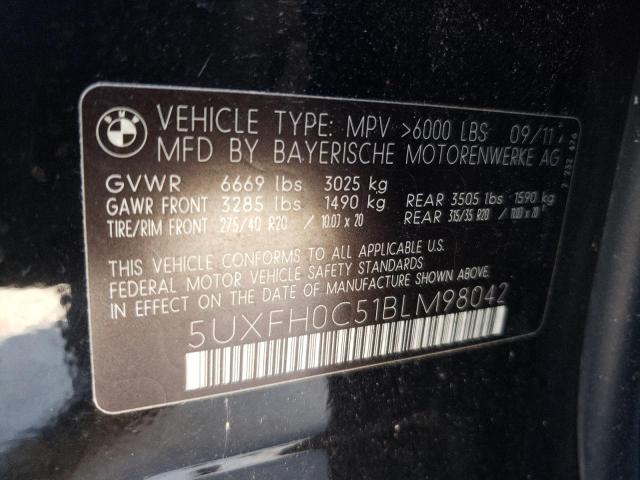 BMW
VEHICLE TYPE: MPV >6000 LBS 09/11
MFD BY BAYERISCHE MOTORENWERKE AG
GVWR 6669 lbs 3025 kg
GAWR FRONT 3285 lbs 1490 kg REAR 3505 lbs 1590 kg
TIRE/RIM FRONT 275/40 R20 / 10.0J x 20 REAR 315/35 R20 / 11.0J x 20
THIS VEHICLE CONFORMS TO ALL APPLICABLE U.S.
FEDERAL MOTOR VEHICLE SAFETY STANDARDS
IN EFFECT ON THE DATE OF MANUFACTURE SHOWN ABOVE.
5UXFH0C51BLM98042